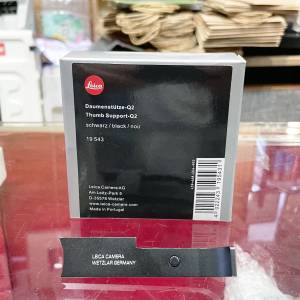 Leica
Daumenstütze-Q2
Thumb Support-Q2
schwarz / black / noir
19 543
Leica Camera AG
Am Leitz-Park 5
D-35578 Wetzlar
www.leica-camera.com
Made in Portugal
LEICA CAMERA
WETZLAR GERMANY